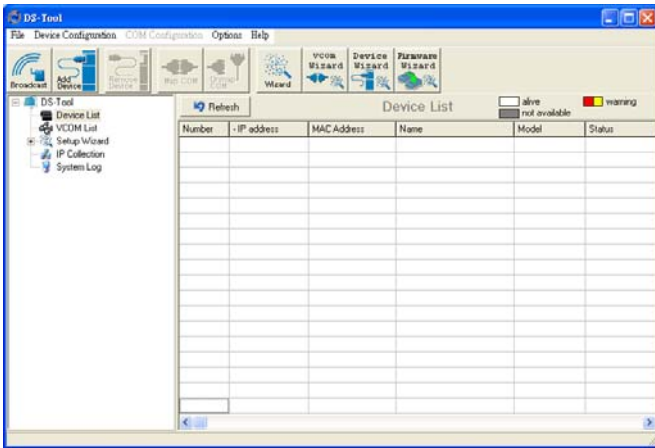 DS-Tool
File Device Configuration COM Configuration Options Help
Broadcast Add Device Remove Device Map COM Unmap COM Wizard VCOM Wizard Device Wizard Firmware Wizard
DS-Tool
Device List
VCOM List
Setup Wizard
IP Collection
System Log
Refresh Device List alive warning
not available
Number - IP address MAC Address Name Model Status